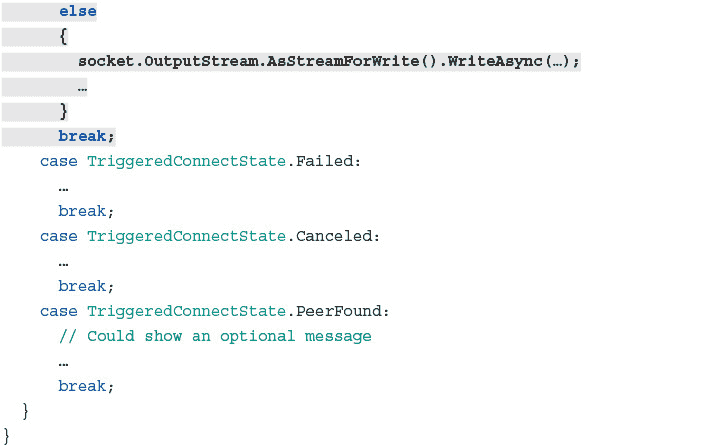 else
{
socket.OutputStream.AsStreamForWrite().WriteAsync(…);
…
}
break;
case TriggeredConnectState.Failed:
…
break;
case TriggeredConnectState.Canceled:
…
break;
case TriggeredConnectState.PeerFound:
// Could show an optional message
…
break;
}
}